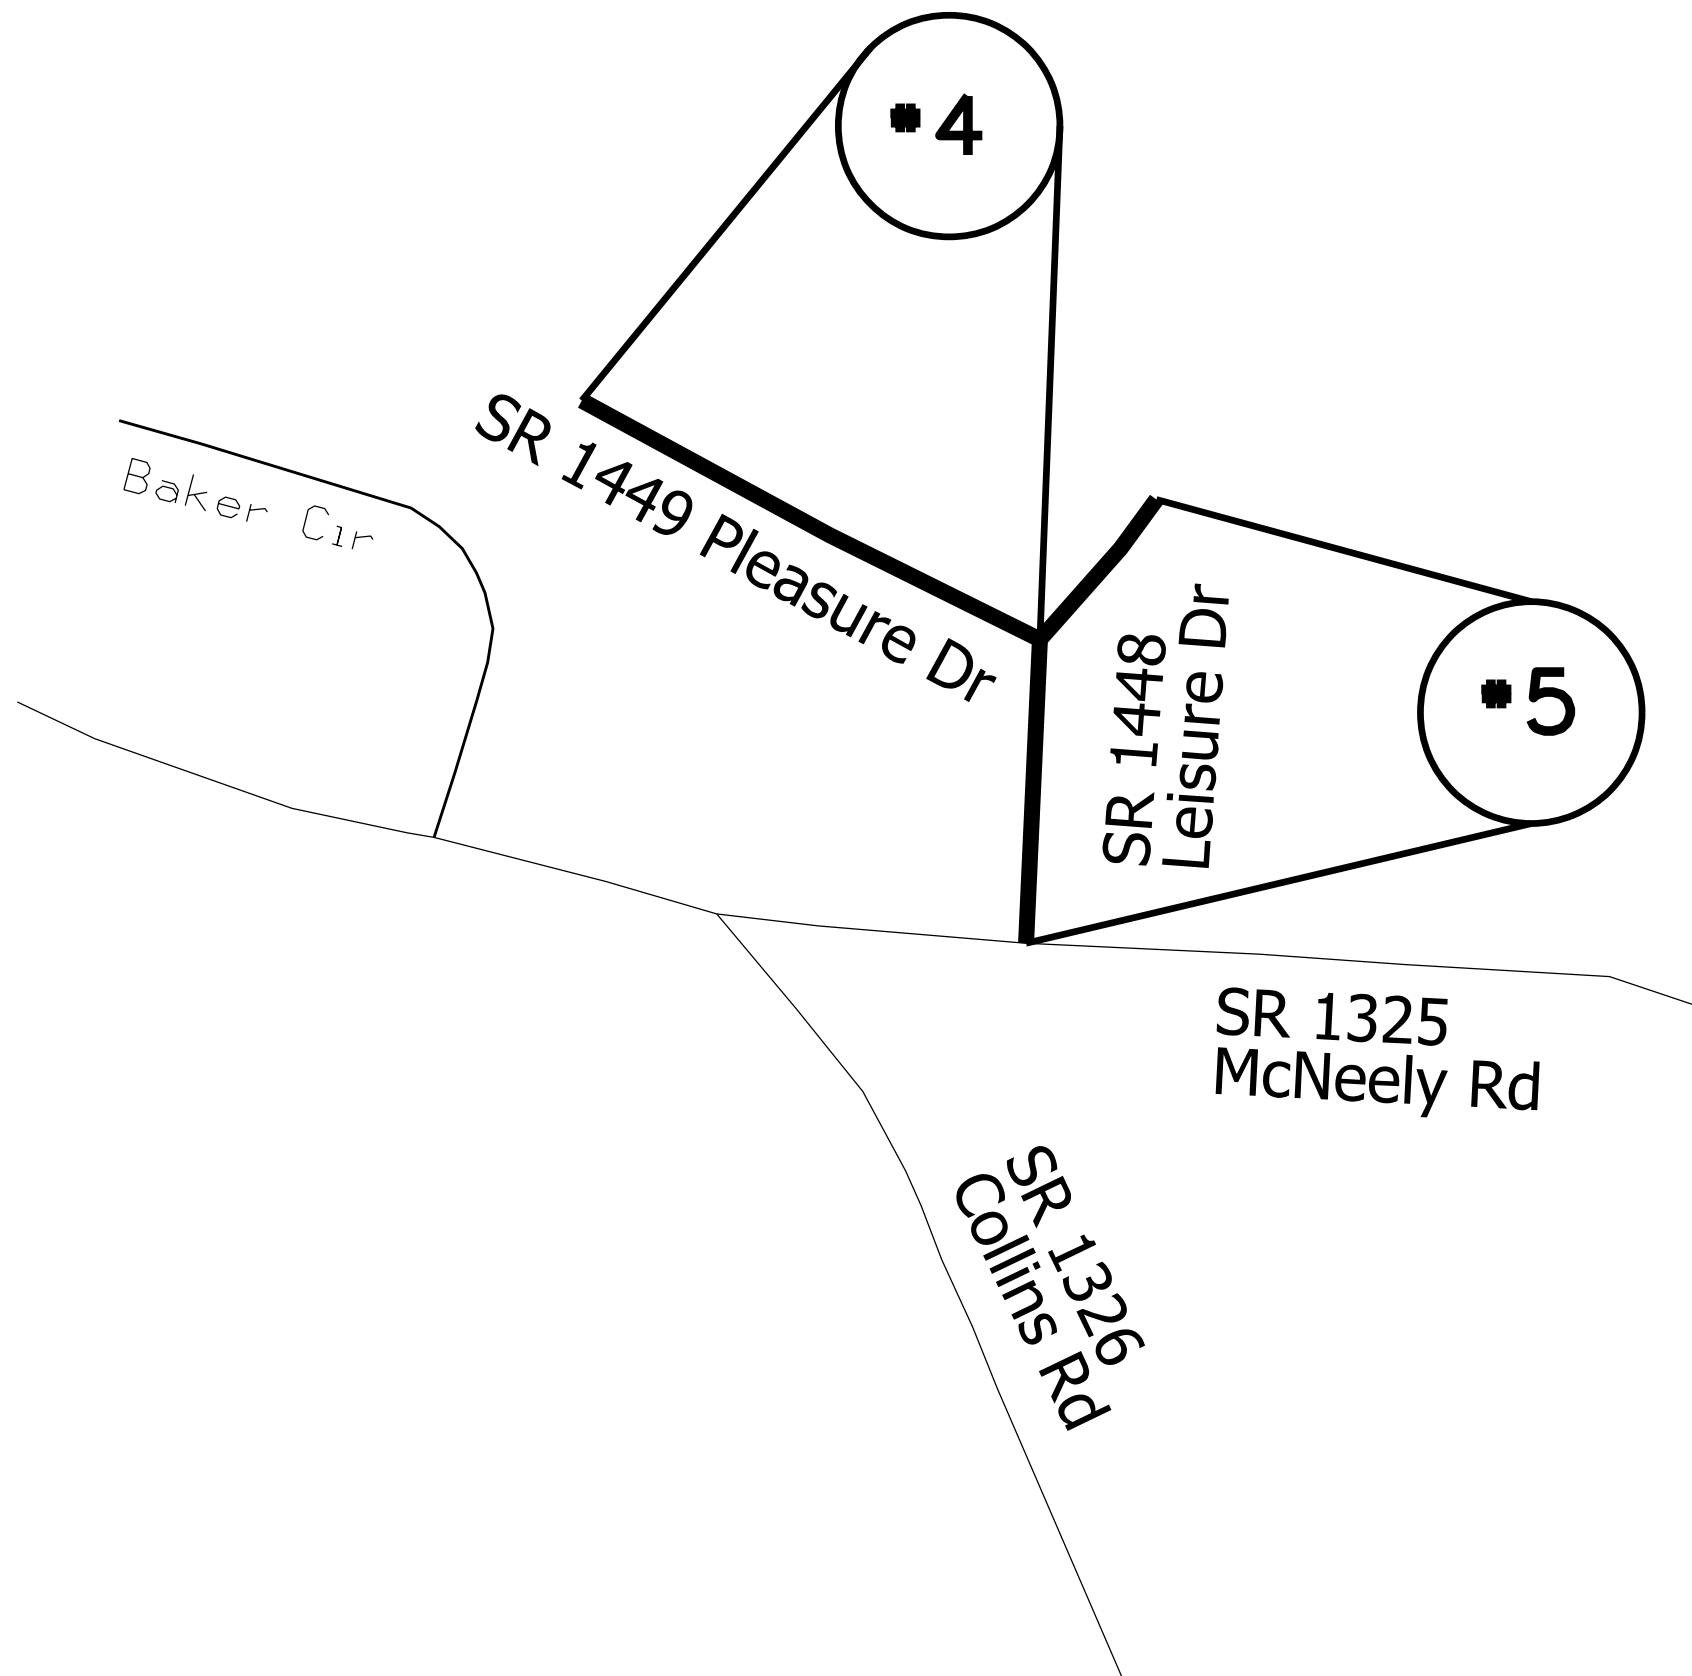 #4
SR 1449 Pleasure Dr
Baker Cir
#5
SR 1448
Leisure Dr
SR 1325
McNeely Rd
SR 1326
Collins Rd